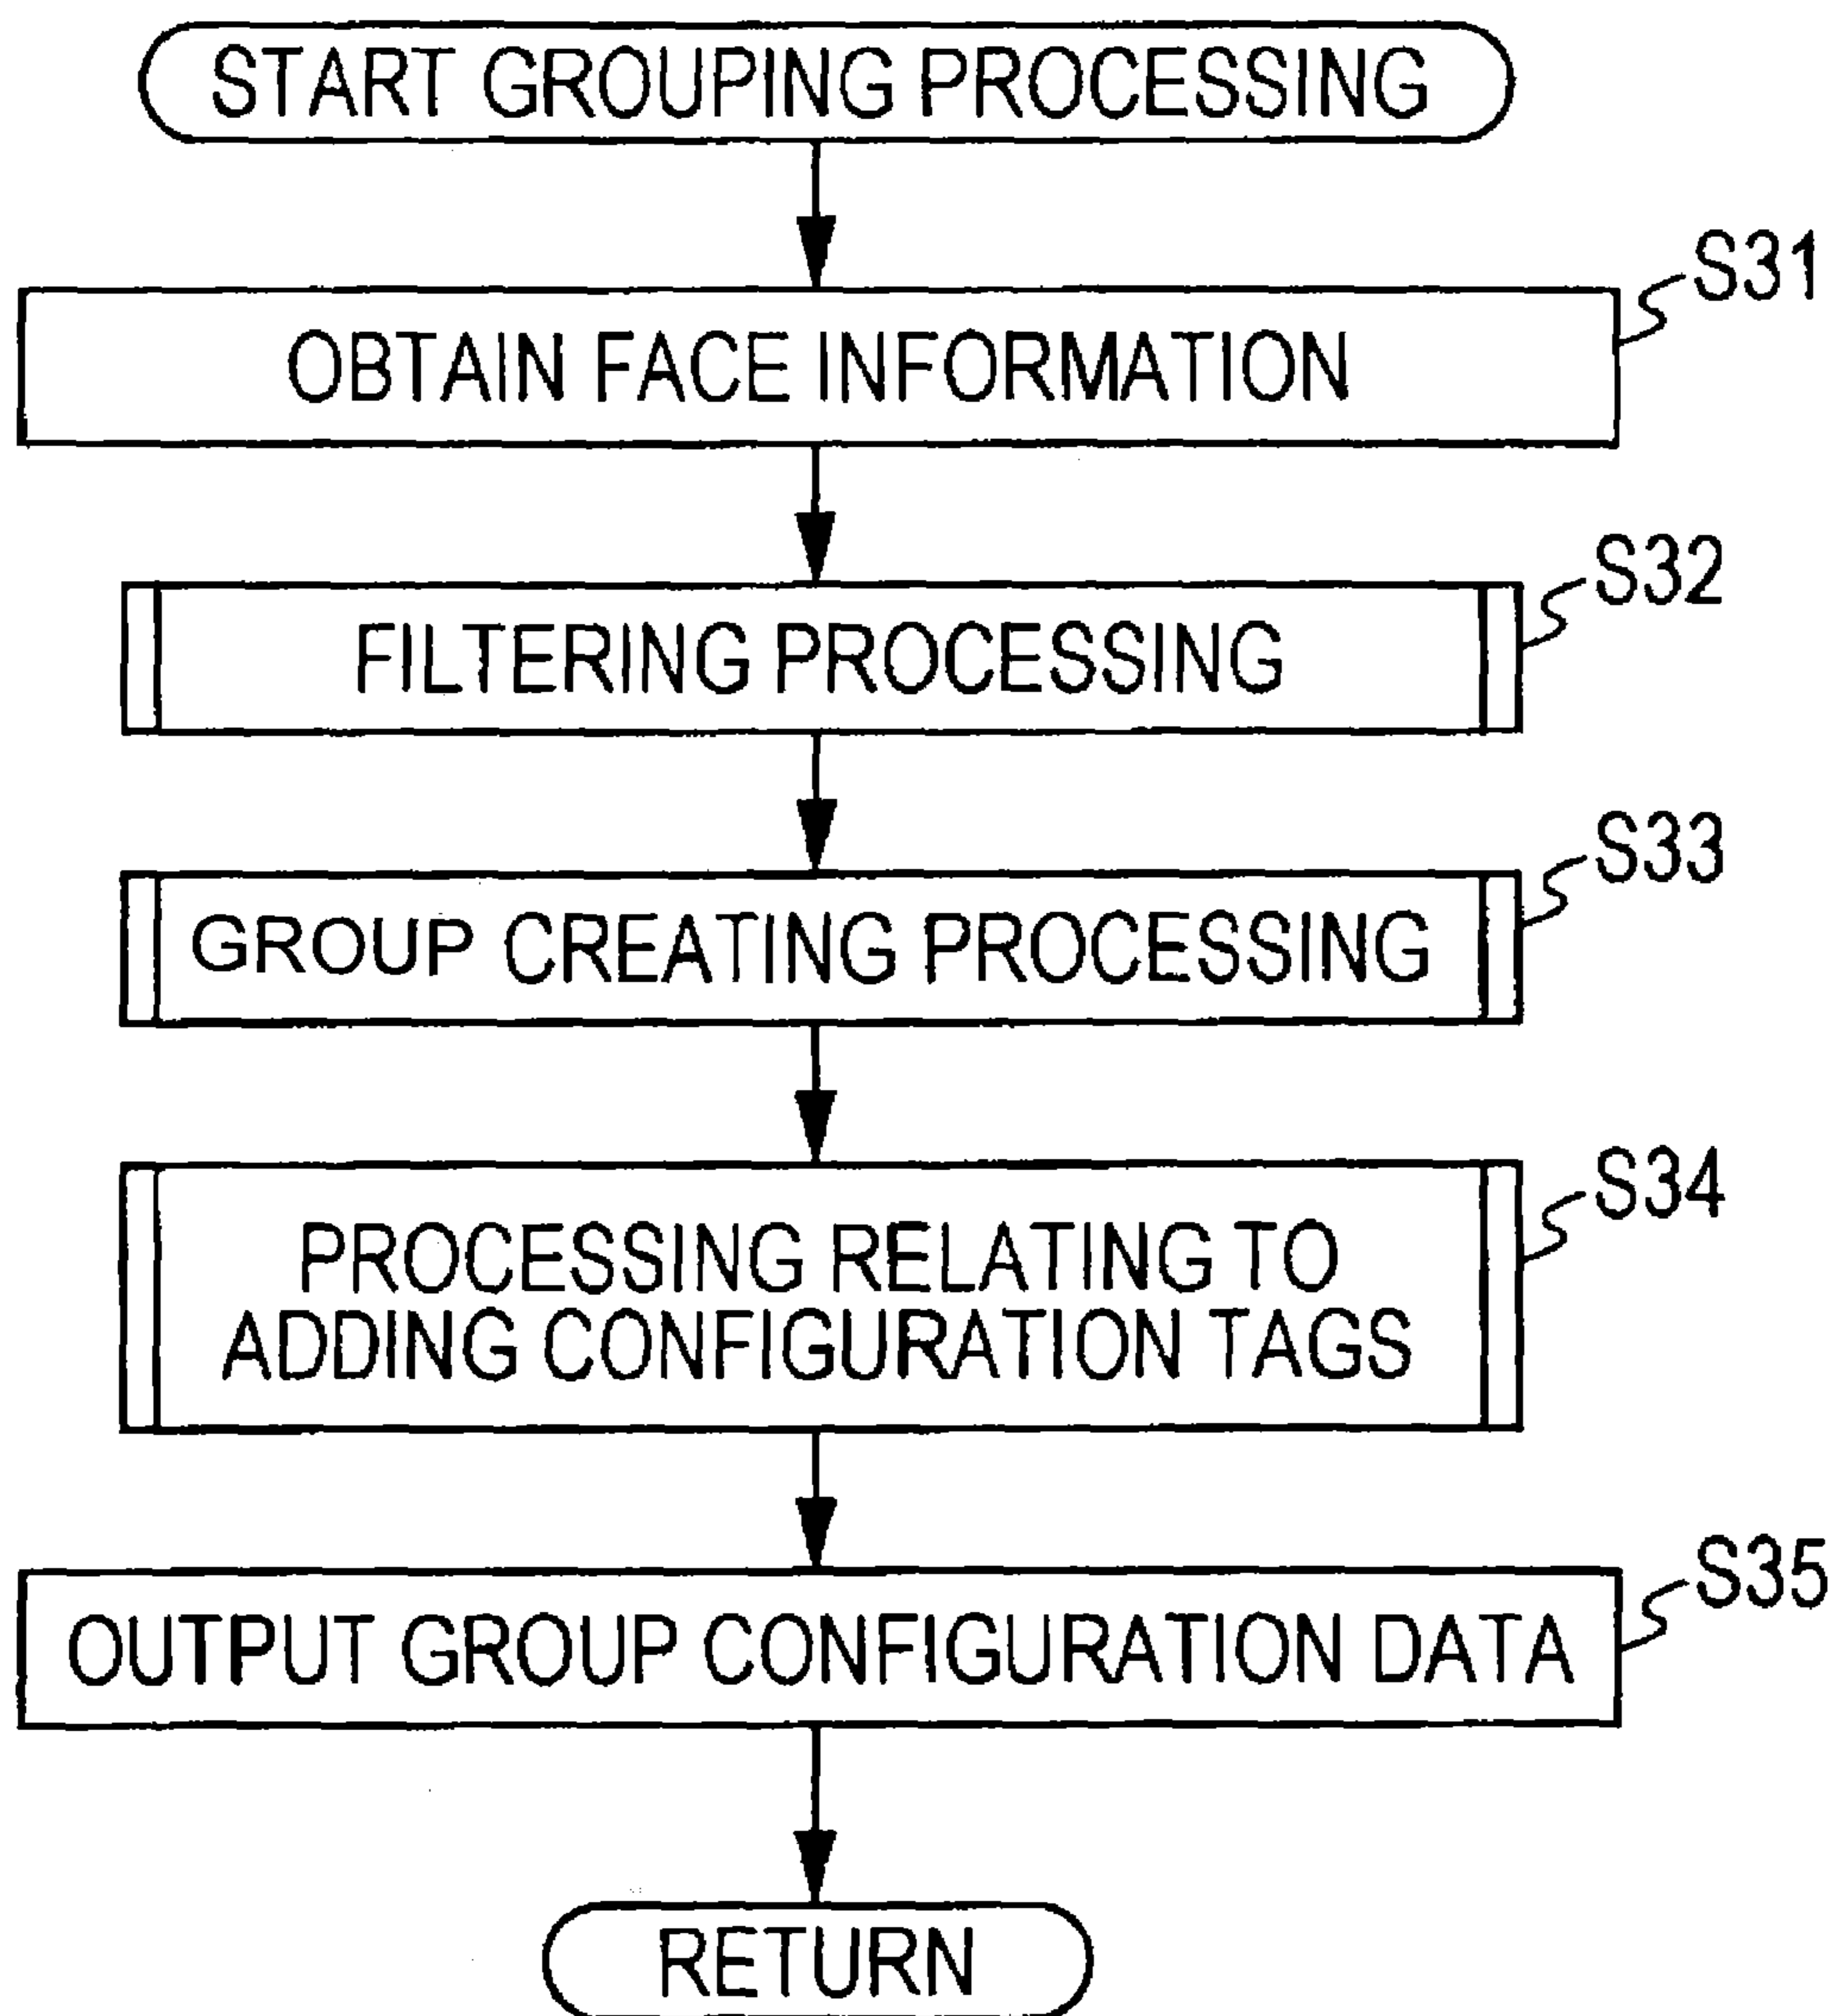 START GROUPING PROCESSING
S31
OBTAIN FACE INFORMATION
S32
FILTERING PROCESSING
S33
GROUP CREATING PROCESSING
S34
PROCESSING RELATING TO
ADDING CONFIGURATION TAGS
S35
OUTPUT GROUP CONFIGURATION DATA
RETURN